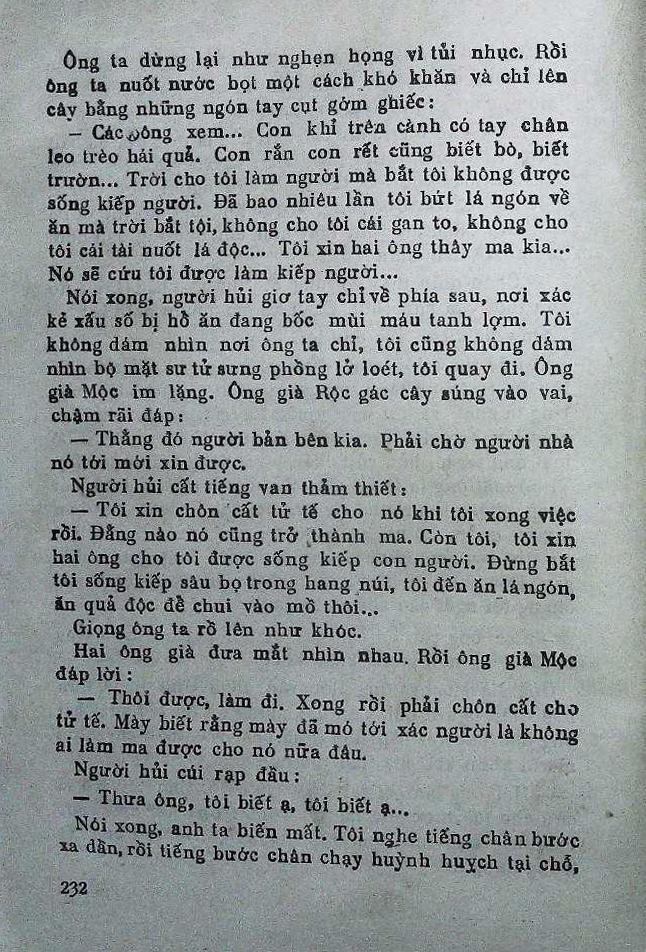 Ông ta dừng lại như nghẹn họng vì tủi nhục. Rồi
ông ta nuốt nước bọt một cách khó khăn và chỉ lên
cây bằng những ngón tay cụt gớm ghiếc:
— Các ông xem... Con khỉ trên cành có tay chân
leo trèo hái quả. Con rắn con rết cũng biết bò, biết
trườn... Trời cho tôi làm người mà bắt tôi không được
sống kiếp người. Đã bao nhiêu lần tôi bứt lá ngón về
ăn mà trời bắt tội, không cho tôi cái gan to, không cho
tôi cái tài nuốt lá độc... Tôi xin hai ông thây ma kia...
Nó sẽ cứu tôi được làm kiếp người...
Nói xong, người hủi giơ tay chỉ về phía sau, nơi xác
kẻ xấu số bị hổ ăn đang bốc mùi máu tanh lợm. Tôi
không dám nhìn nơi ông ta chỉ, tôi cũng không dám
nhìn bộ mặt sư tử sưng phồng lở loét, tôi quay đi. Ông
già Mộc im lặng. Ông già Rộc gác cây súng vào vai,
chậm rãi đáp:
— Thằng đó người bản bên kia. Phải chờ người nhà
nó tới mới xin được.
Người hủi cất tiếng van thảm thiết:
— Tôi xin chôn cất tử tế cho nó khi tôi xong việc
rồi. Đằng nào nó cũng trở thành ma. Còn tôi, tôi xin
hai ông cho tôi được sống kiếp con người. Đừng bắt
tôi sống kiếp sâu bọ trong hang núi, tôi đến ăn lá ngón,
ăn quả độc để chui vào mồ thôi...
Giọng ông ta rồ lên như khóc.
Hai ông già đưa mắt nhìn nhau. Rồi ông già Mộc
đáp lời:
— Thôi được, làm đi. Xong rồi phải chôn cất cho
tử tế. Mày biết rằng mày đã mó tới xác người là không
ai làm ma được cho nó nữa đâu.
Người hủi cúi rạp đầu:
— Thưa ông, tôi biết ạ, tôi biết ạ...
Nói xong, anh ta biến mất. Tôi nghe tiếng chân bước
xa dần, rồi tiếng bước chân chạy huỳnh huỵch tại chỗ,
232